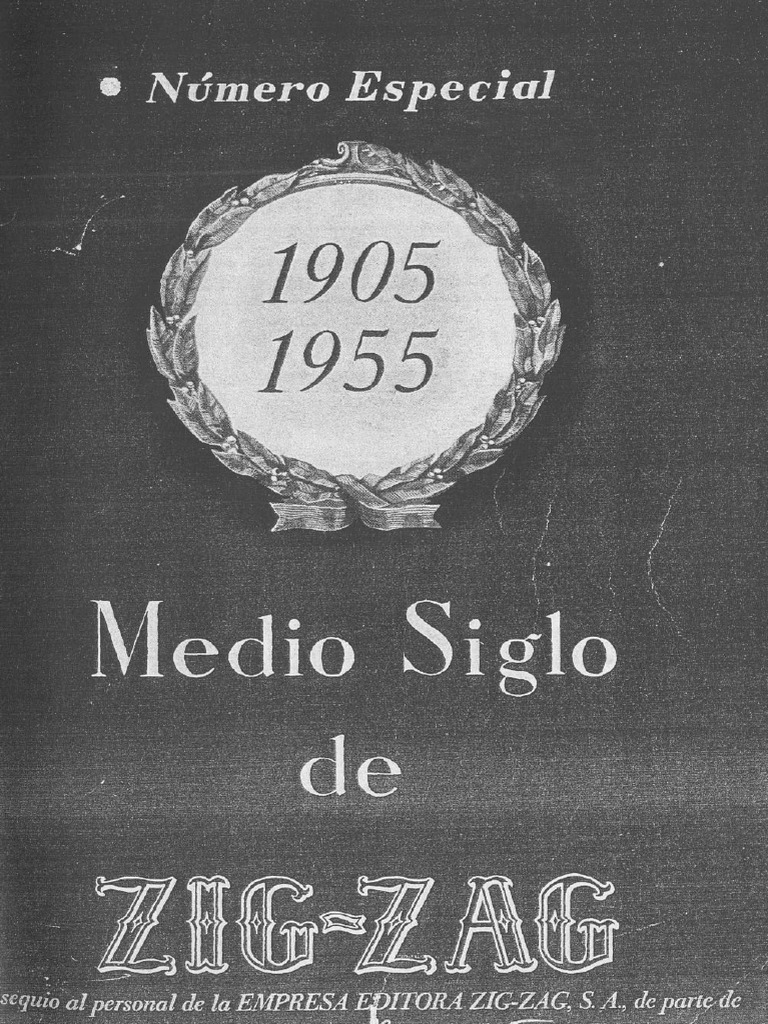 • Número Especial
1905
1955
Medio Siglo
de
ZIG-ZAG
sequio al personal de la EMPRESA EDITORA ZIG-ZAG, S. A., de parte de